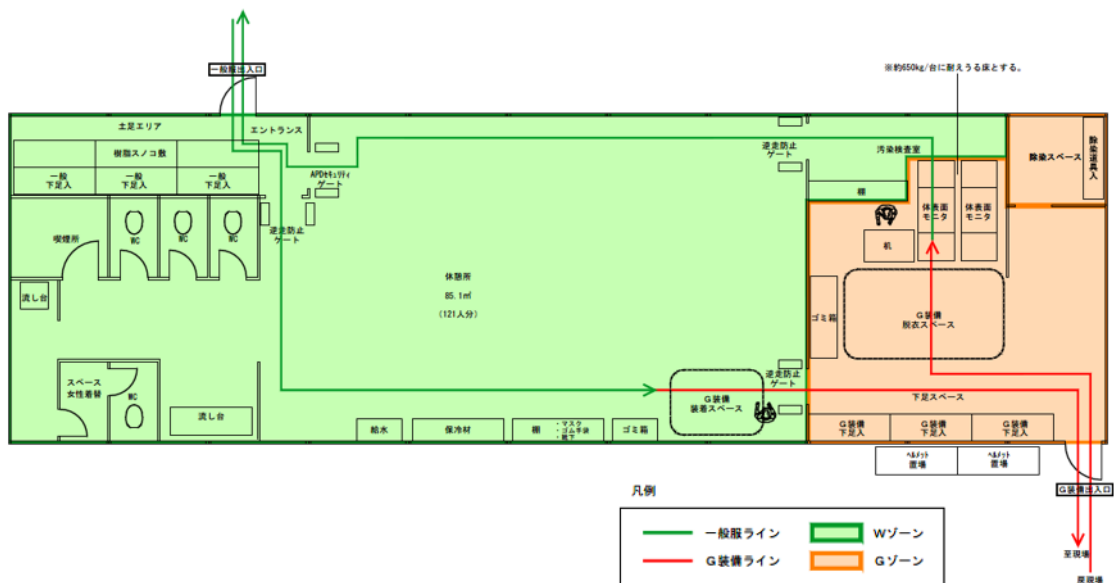 一般服出入口
※約650kg/台に耐えうる床とする。
土足エリア
エントランス
樹脂スノコ敷
一般
下足入
一般
下足入
一般
下足入
APDセキュリティ
ゲート
逆走防止
ゲート
逆走防止
ゲート
汚染検査室
除染スペース
除染道具入
棚
体表面
モニタ
体表面
モニタ
机
喫煙所
WC
WC
WC
流し台
休憩所
85.1㎡
(121人分)
ゴミ箱
G装備
脱衣スペース
スペース
女性着替
WC
流し台
逆走防止
ゲート
G装備
装着スペース
下足スペース
給水
保冷材
棚
・マスク
・ゴム手袋
・靴下
ゴミ箱
G装備
下足入
G装備
下足入
G装備
下足入
ヘルメット
置場
ヘルメット
置場
G装備出入口
至現場
至現場
凡例
一般服ライン
Wゾーン
G装備ライン
Gゾーン